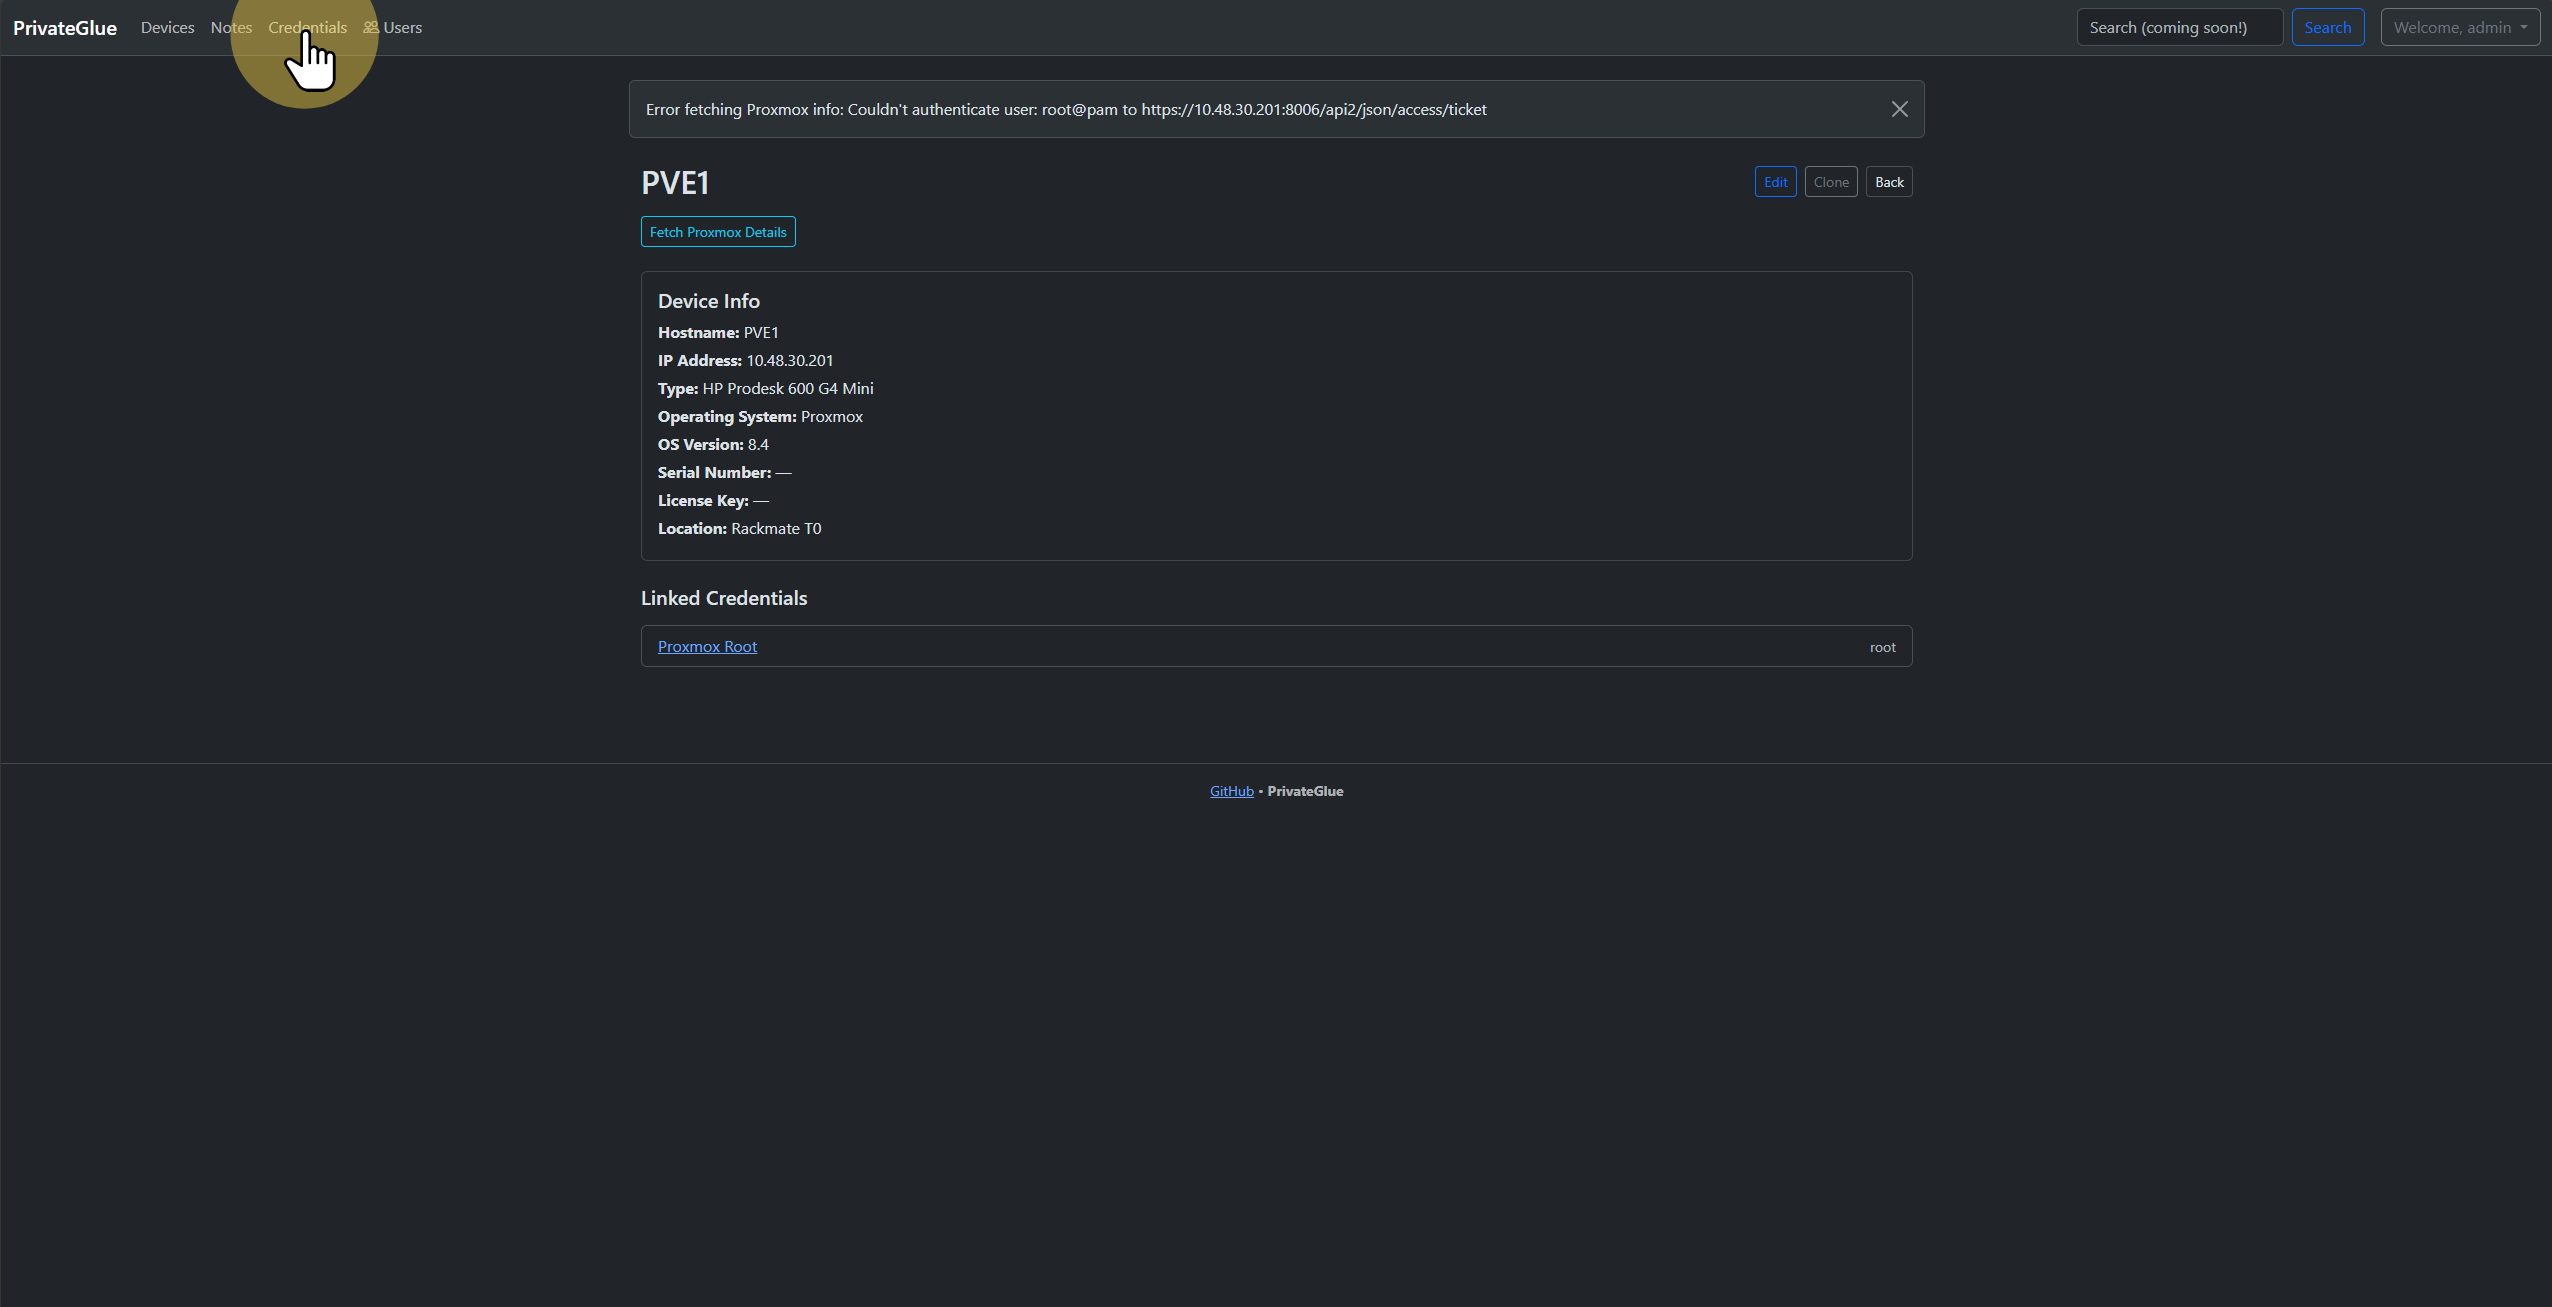 PrivateGlue Devices Notes Credentials Users Search (coming soon!) Search Welcome, admin
Error fetching Proxmox info: Couldn't authenticate user: root@pam to https://10.48.30.201:8006/api2/json/access/ticket
PVE1 Edit Clone Back
Fetch Proxmox Details
Device Info
Hostname: PVE1
IP Address: 10.48.30.201
Type: HP Prodesk 600 G4 Mini
Operating System: Proxmox
OS Version: 8.4
Serial Number: —
License Key: —
Location: Rackmate T0
Linked Credentials
Proxmox Root root
GitHub • PrivateGlue